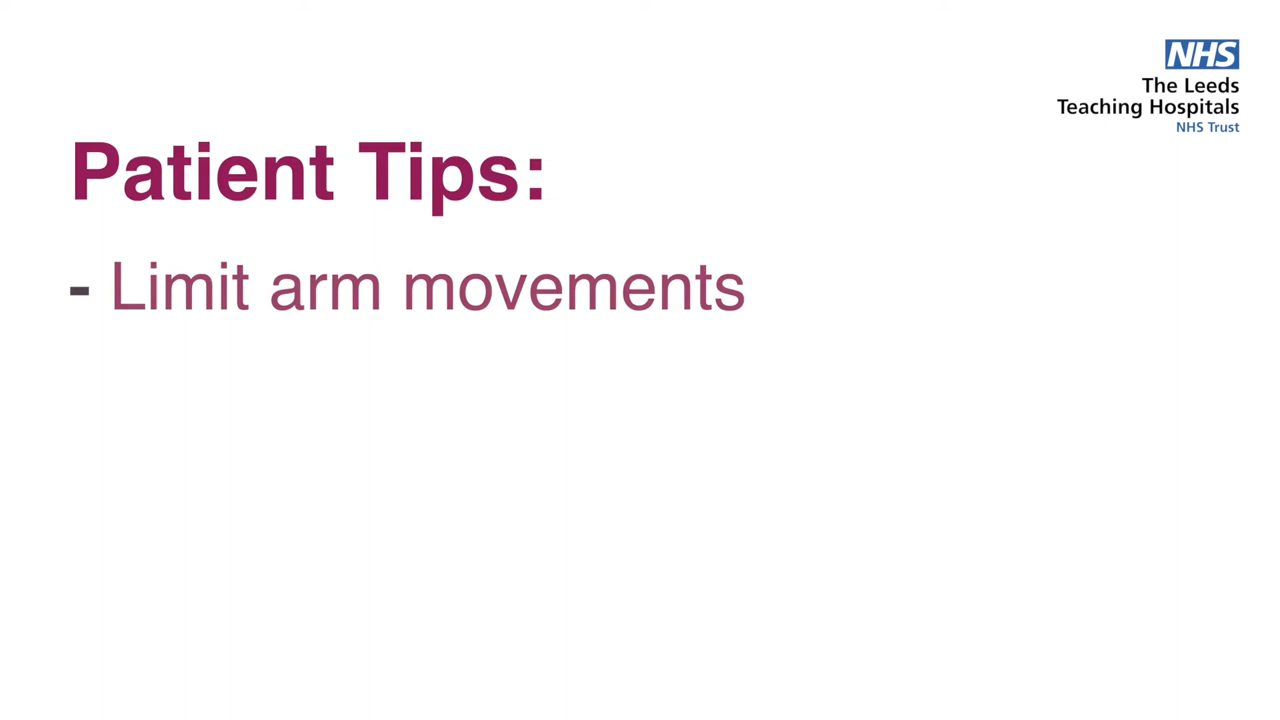 NHS
The Leeds
Teaching Hospitals
NHS Trust
Patient Tips:
- Limit arm movements